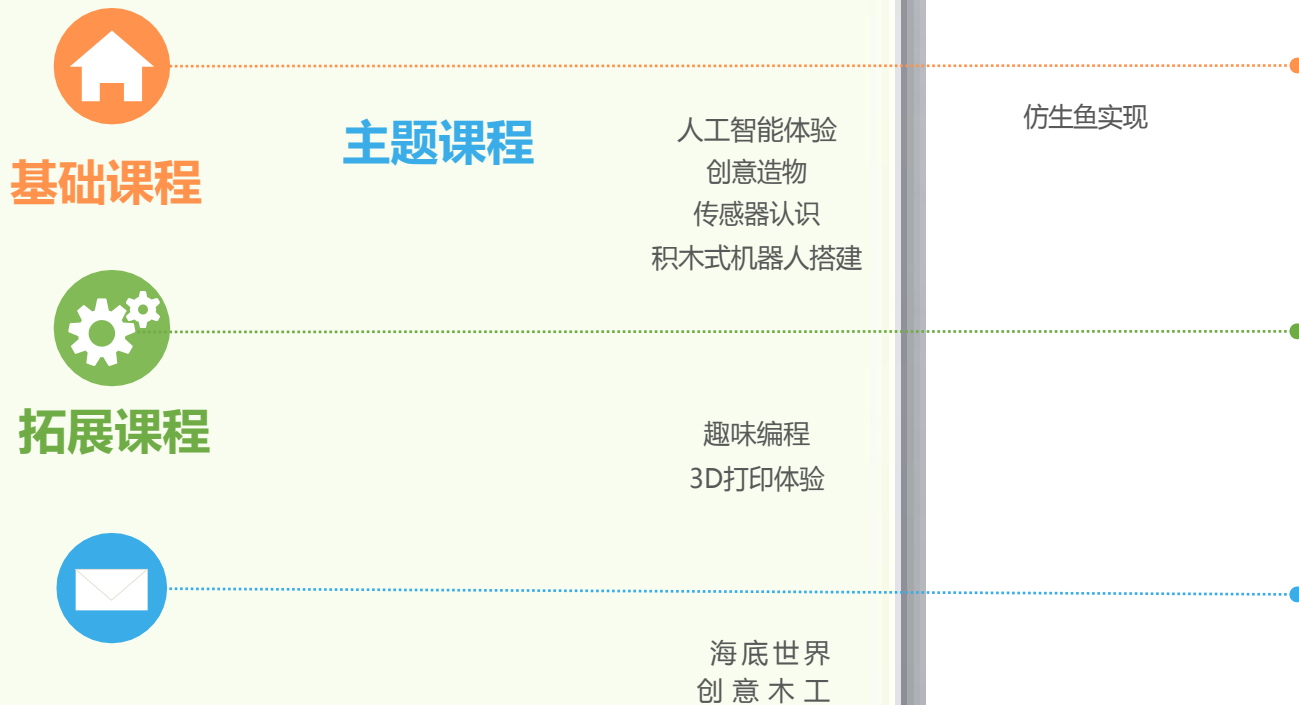 基础课程
主题课程
人工智能体验
创意造物
传感器认识
积木式机器人搭建
仿生鱼实现
拓展课程
趣味编程
3D打印体验
海底世界
创意木工